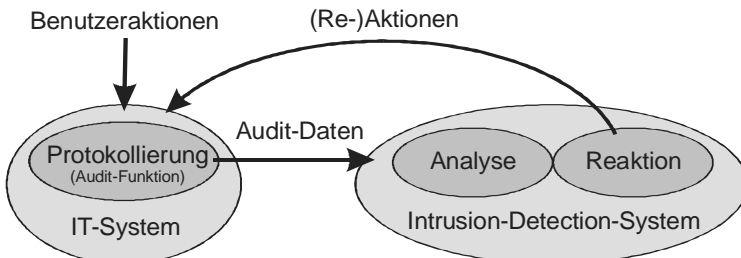 Benutzeraktionen
(Re-)Aktionen
Audit-Daten
Protokollierung
(Audit-Funktion)
IT-System
Analyse
Reaktion
Intrusion-Detection-System